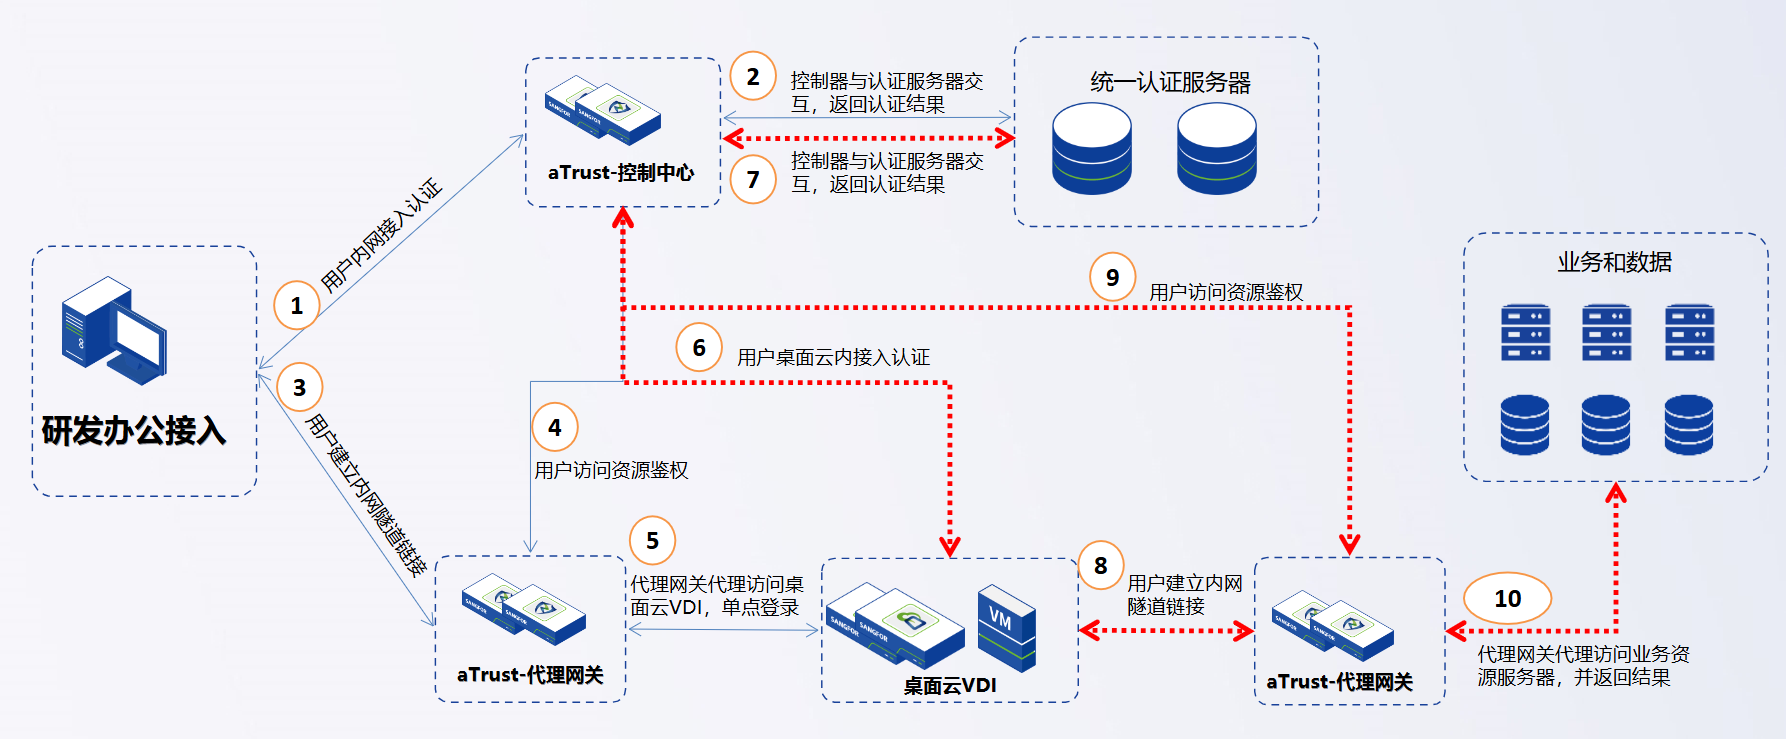 统一认证服务器
2
控制器与认证服务器交
互，返回认证结果
SANGFOR
SANGFOR
aTrust-控制中心
7
控制器与认证服务器交
互，返回认证结果
1
用户内网接入认证
研发办公接入
3
用户建立内网隧道链接
业务和数据
9
用户访问资源鉴权
6
用户桌面云内接入认证
4
用户访问资源鉴权
5
代理网关代理访问桌
面云VDI，单点登录
SANGFOR
SANGFOR
aTrust-代理网关
SANGFOR
SANGFOR
VM
桌面云VDI
8
用户建立内网
隧道链接
SANGFOR
SANGFOR
aTrust-代理网关
10
代理网关代理访问业务资
源服务器，并返回结果